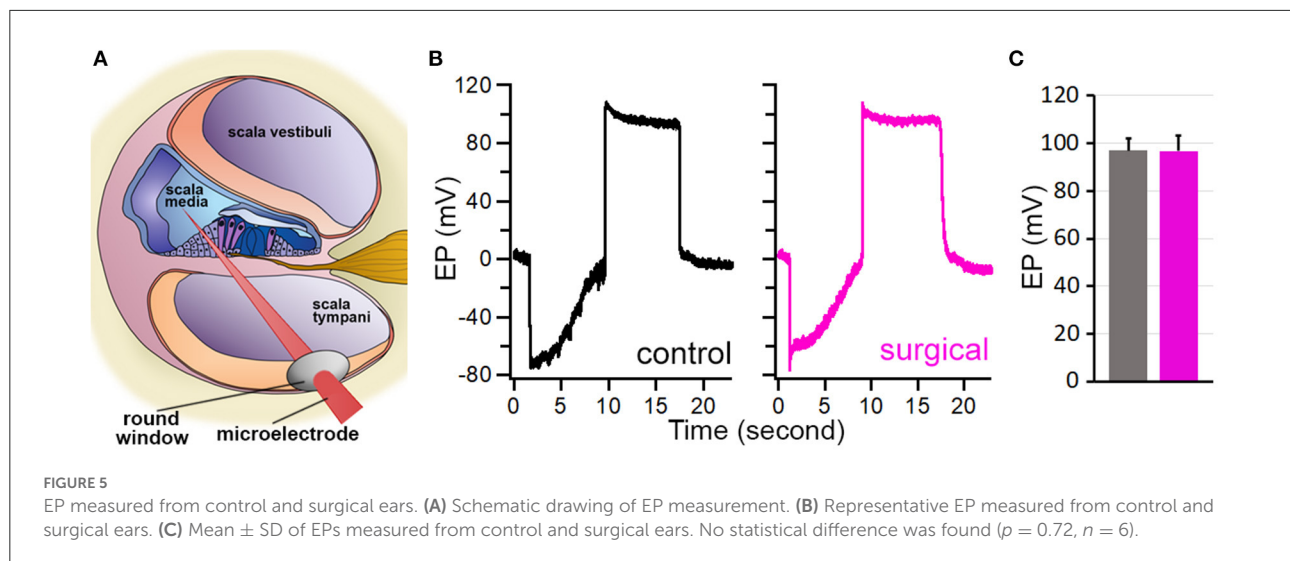 A
scala vestibuli
scala
media
scala
tympani
round
window
microelectrode
B
EP (mV)
120
80
40
0
-40
-80
control
0 5 10 15 20
surgical
0 5 10 15 20
Time (second)
C
EP (mV)
120
100
80
60
40
20
0
FIGURE 5
EP measured from control and surgical ears. (A) Schematic drawing of EP measurement. (B) Representative EP measured from control and
surgical ears. (C) Mean ± SD of EPs measured from control and surgical ears. No statistical difference was found (p = 0.72, n = 6).